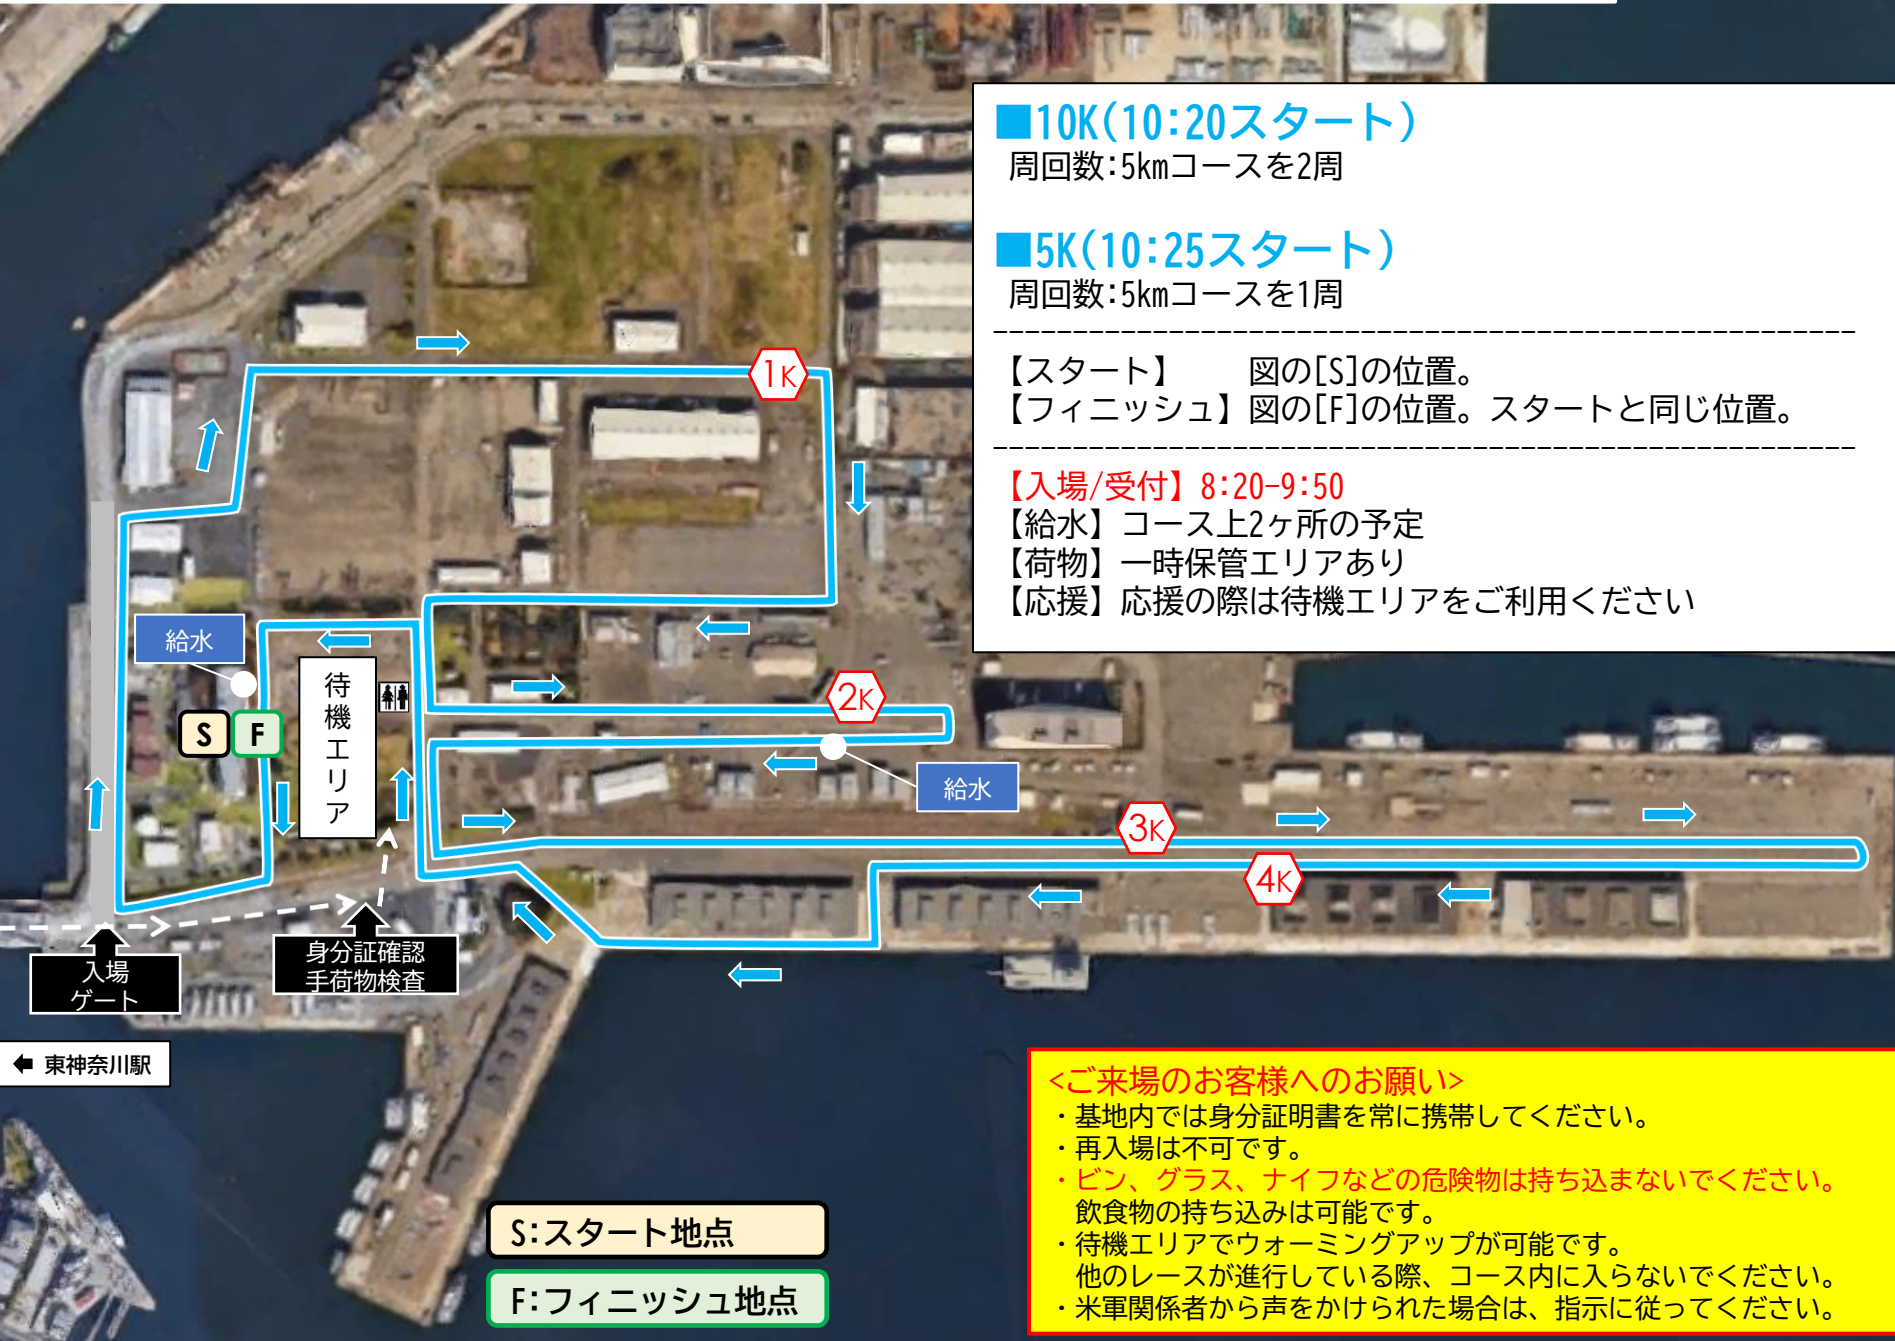 ■10K(10:20スタート)
周回数:5kmコースを2周
■5K(10:25スタート)
周回数:5kmコースを1周
【スタート】 図の[S]の位置。
【フィニッシュ】図の[F]の位置。スタートと同じ位置。
【入場/受付】8:20-9:50
【給水】コース上2ヶ所の予定
【荷物】一時保管エリアあり
【応援】応援の際は待機エリアをご利用ください
1K
給水
待機エリア
2K
S
F
給水
3K
4K
入場
ゲート
身分証確認
手荷物検査
東神奈川駅
S:スタート地点
F:フィニッシュ地点
<ご来場のお客様へのお願い>
・基地内では身分証明書を常に携帯してください。
・再入場は不可です。
・ビン、グラス、ナイフなどの危険物は持ち込まないでください。
飲食物の持ち込みは可能です。
・待機エリアでウォーミングアップが可能です。
他のレースが進行している際、コース内に入らないでください。
・米軍関係者から声をかけられた場合は、指示に従ってください。